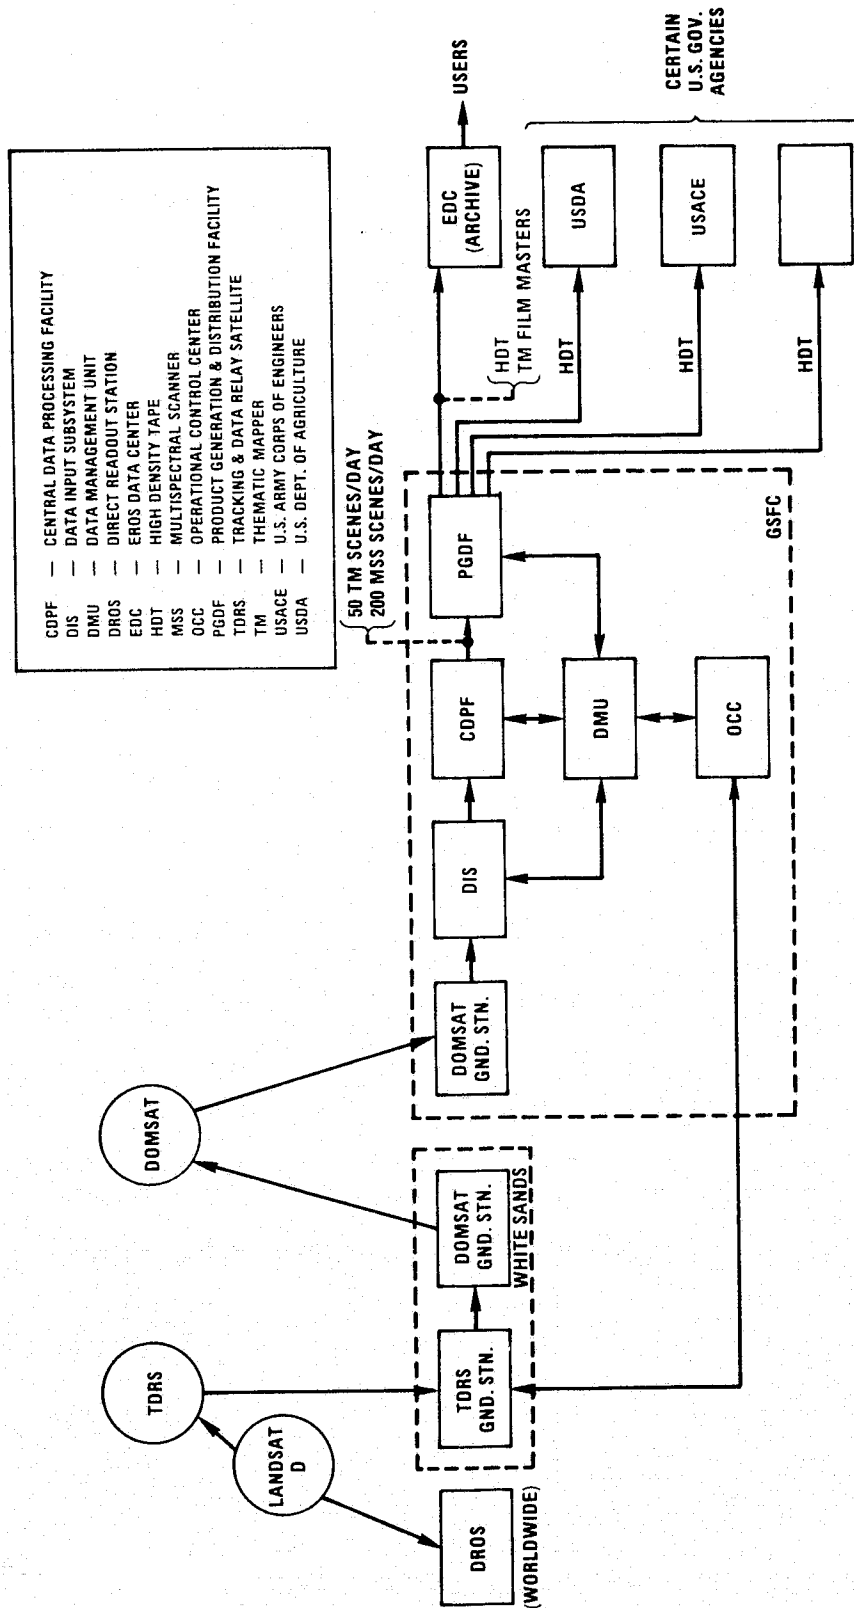 CDPF — CENTRAL DATA PROCESSING FACILITY
DIS — DATA INPUT SUBSYSTEM
DMU — DATA MANAGEMENT UNIT
DROS — DIRECT READOUT STATION
EDC — EROS DATA CENTER
HDT — HIGH DENSITY TAPE
MSS — MULTISPECTRAL SCANNER
OCC — OPERATIONAL CONTROL CENTER
PGDF — PRODUCT GENERATION & DISTRIBUTION FACILITY
TDRS — TRACKING & DATA RELAY SATELLITE
TM — THEMATIC MAPPER
USACE — U.S. ARMY CORPS OF ENGINEERS
USDA — U.S. DEPT. OF AGRICULTURE
TDRS
LANDSAT
D
DOMSAT
DROS
(WORLDWIDE)
TDRS
GND. STN.
DOMSAT
GND. STN.
WHITE SANDS
DOMSAT
GND. STN.
DIS
CDPF
50 TM SCENES/DAY
200 MSS SCENES/DAY
PGDF
DMU
OCC
GSFC
EDC
(ARCHIVE)
USERS
HDT
TM FILM MASTERS
HDT
USDA
HDT
USACE
HDT
CERTAIN
U.S. GOV.
AGENCIES